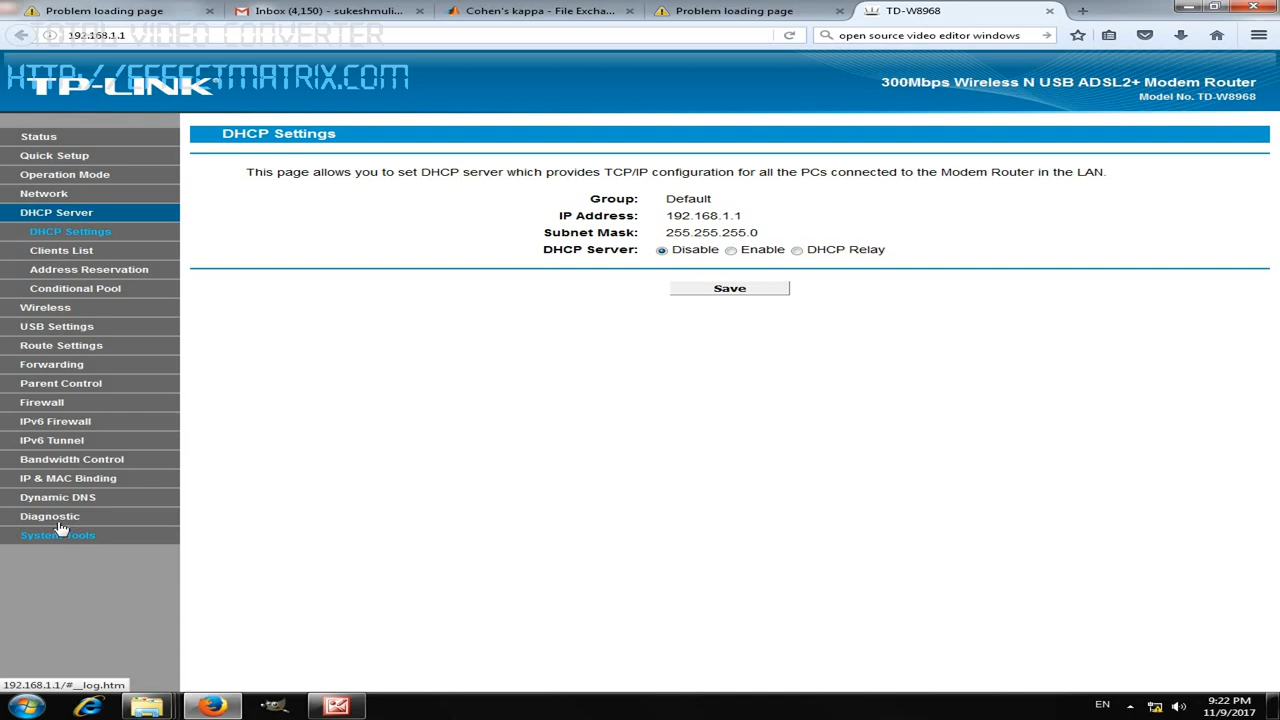 Problem loading page
Inbox (4,150) - sukeshmuli...
Cohen's kappa - File Excha...
Problem loading page
TD-W8968
TOTAL VIDEO CONVERTER
192.168.1.1
open source video editor windows
HTTP://EFFECTMATRIX.COM
TP-LINK
300Mbps Wireless N USB ADSL2+ Modem Router
Model No. TD-W8968
Status
Quick Setup
Operation Mode
Network
DHCP Server
DHCP Settings
Clients List
Address Reservation
Conditional Pool
Wireless
USB Settings
Route Settings
Forwarding
Parent Control
Firewall
IPv6 Firewall
IPv6 Tunnel
Bandwidth Control
IP & MAC Binding
Dynamic DNS
Diagnostic
System Tools
DHCP Settings
This page allows you to set DHCP server which provides TCP/IP configuration for all the PCs connected to the Modem Router in the LAN.
Group: Default
IP Address: 192.168.1.1
Subnet Mask: 255.255.255.0
DHCP Server: Disable Enable DHCP Relay
Save
192.168.1.1/#__log.htm
EN
9:22 PM
11/9/2017